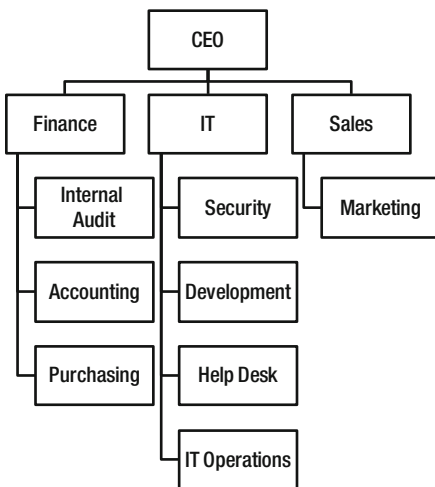 CEO
Finance
IT
Sales
Internal
Audit
Security
Marketing
Accounting
Development
Purchasing
Help Desk
IT Operations